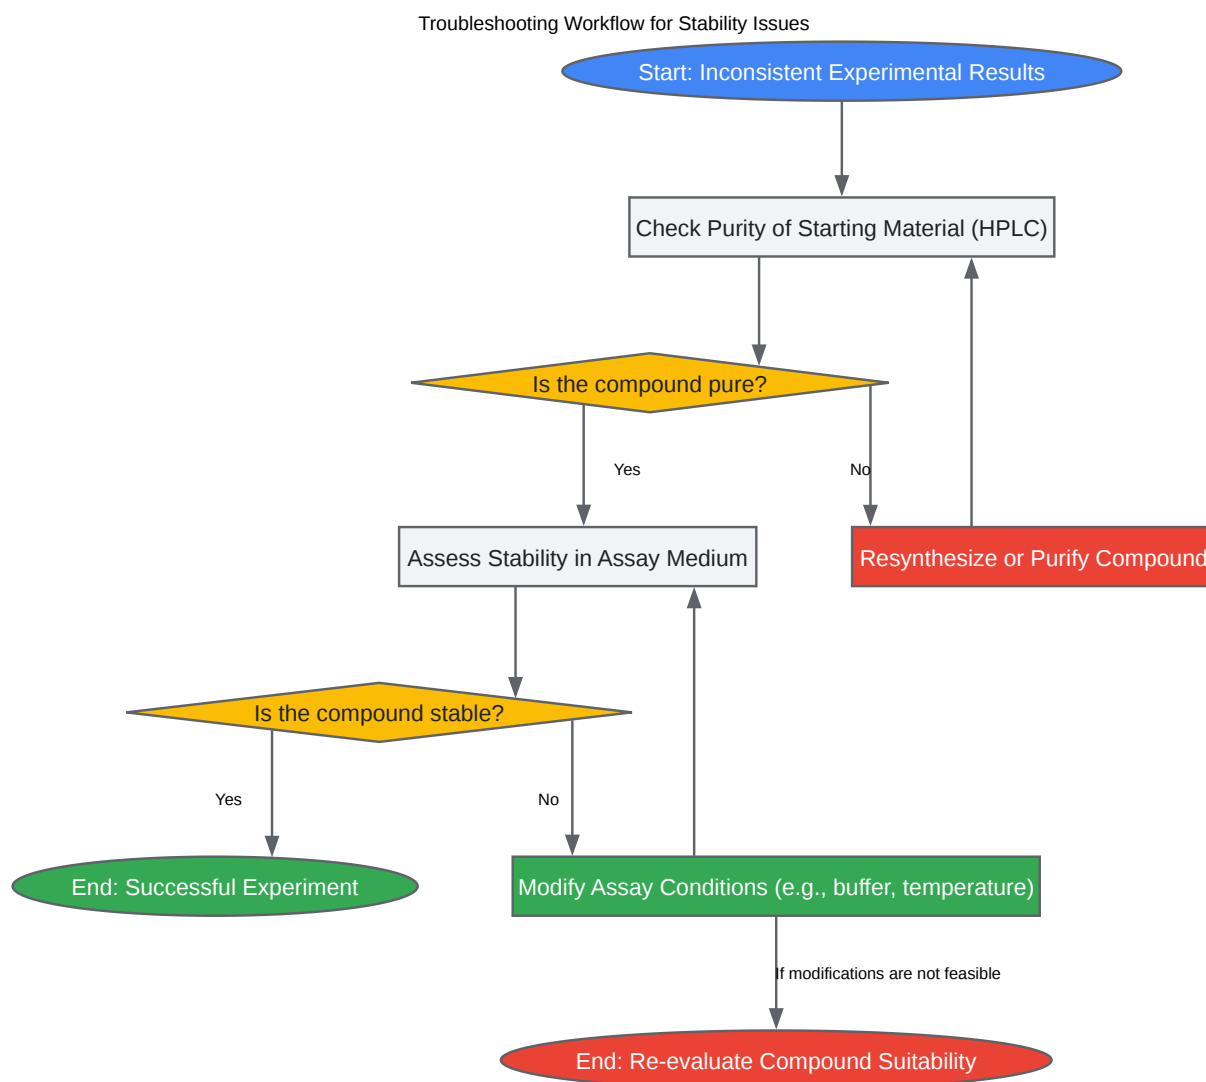 Troubleshooting Workflow for Stability Issues
Start: Inconsistent Experimental Results
Check Purity of Starting Material (HPLC)
Is the compound pure?
Yes
No
Assess Stability in Assay Medium
Resynthesize or Purify Compound
Is the compound stable?
Yes
No
End: Successful Experiment
Modify Assay Conditions (e.g., buffer, temperature)
If modifications are not feasible
End: Re-evaluate Compound Suitability